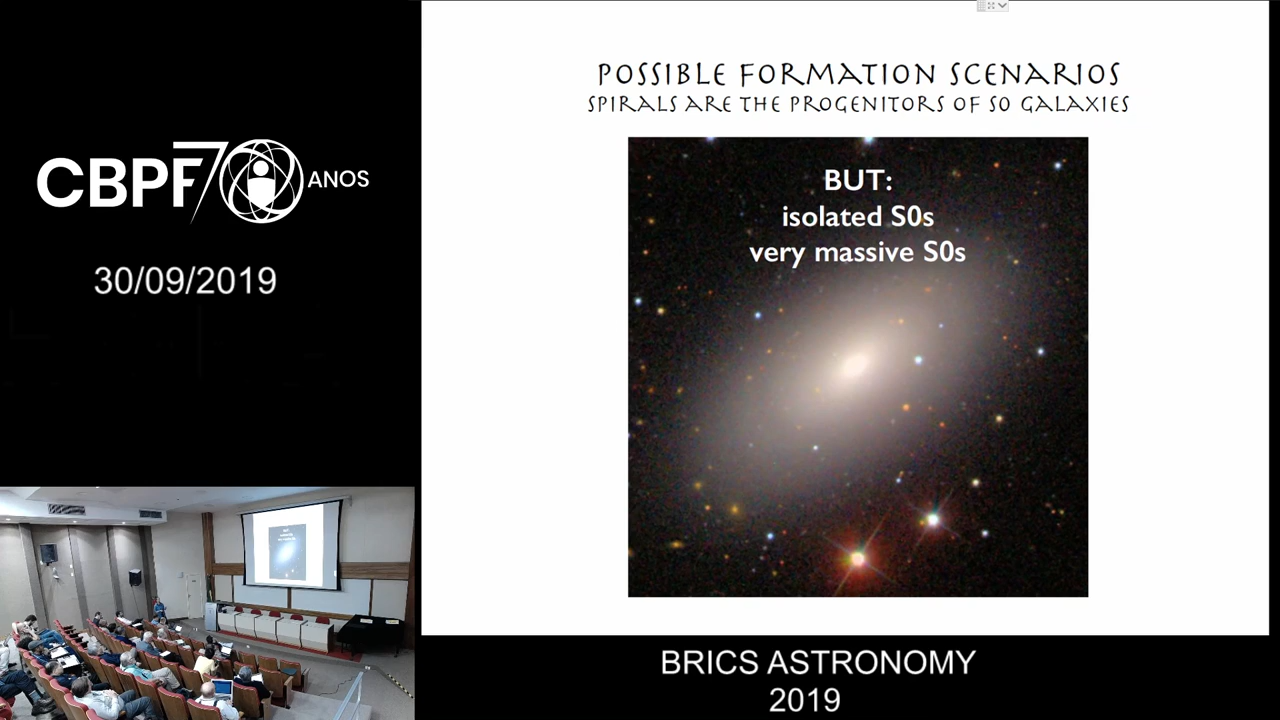 CBPF 70 ANOS
30/09/2019
POSSIBLE FORMATION SCENARIOS
SPIRALS ARE THE PROGENITORS OF S0 GALAXIES
BUT:
isolated S0s
very massive S0s
BRICS ASTRONOMY
2019